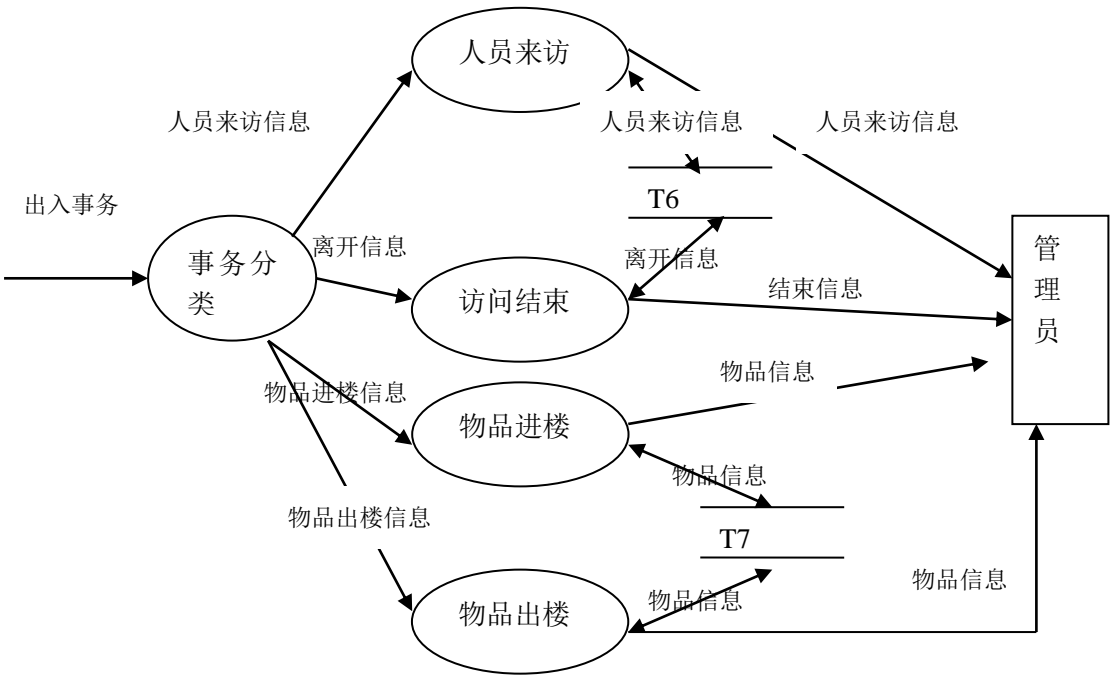 人员来访
人员来访信息
人员来访信息
人员来访信息
出入事务
T6
事务分
类
离开信息
离开信息
管
理
员
访问结束
结束信息
物品信息
物品进楼信息
物品进楼
物品信息
物品出楼信息
T7
物品信息
物品出楼
物品信息